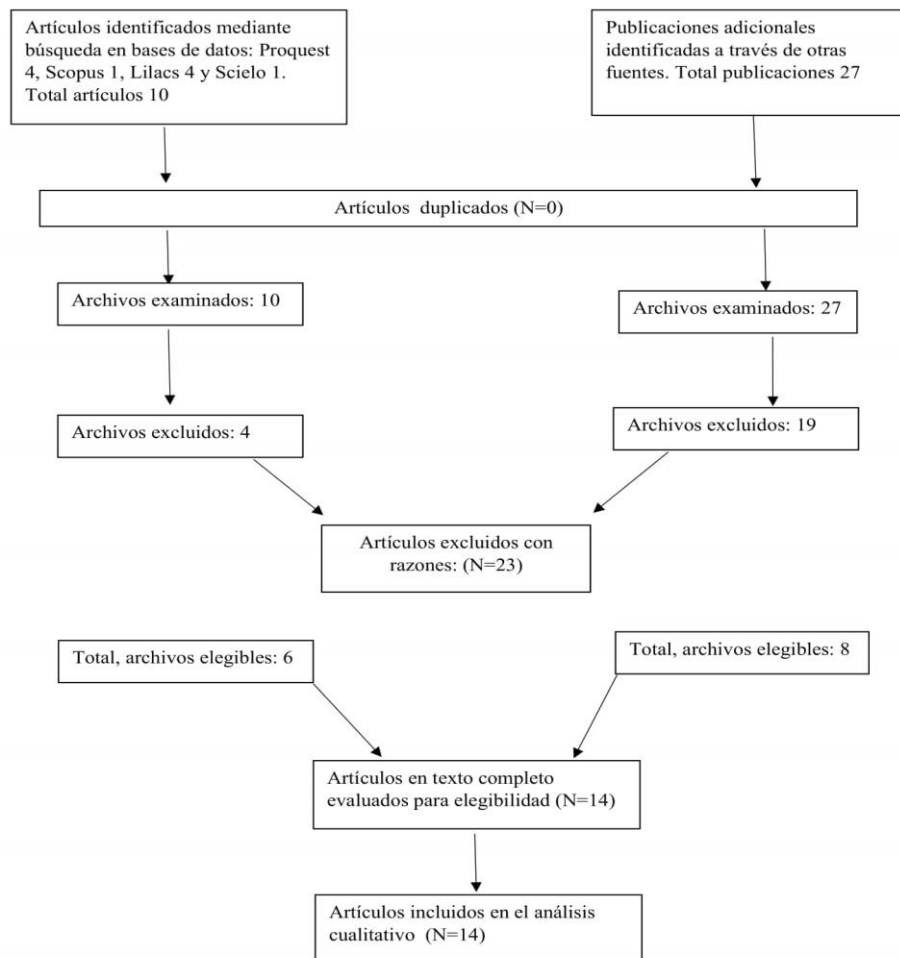 Artículos identificados mediante
búsqueda en bases de datos: Proquest
4, Scopus 1, Lilacs 4 y Scielo 1.
Total artículos 10
Publicaciones adicionales
identificadas a través de otras
fuentes. Total publicaciones 27
Artículos duplicados (N=0)
Archivos examinados: 10
Archivos examinados: 27
Archivos excluidos: 4
Archivos excluidos: 19
Artículos excluidos con
razones: (N=23)
Total, archivos elegibles: 6
Total, archivos elegibles: 8
Artículos en texto completo
evaluados para elegibilidad (N=14)
Artículos incluidos en el análisis
cualitativo (N=14)